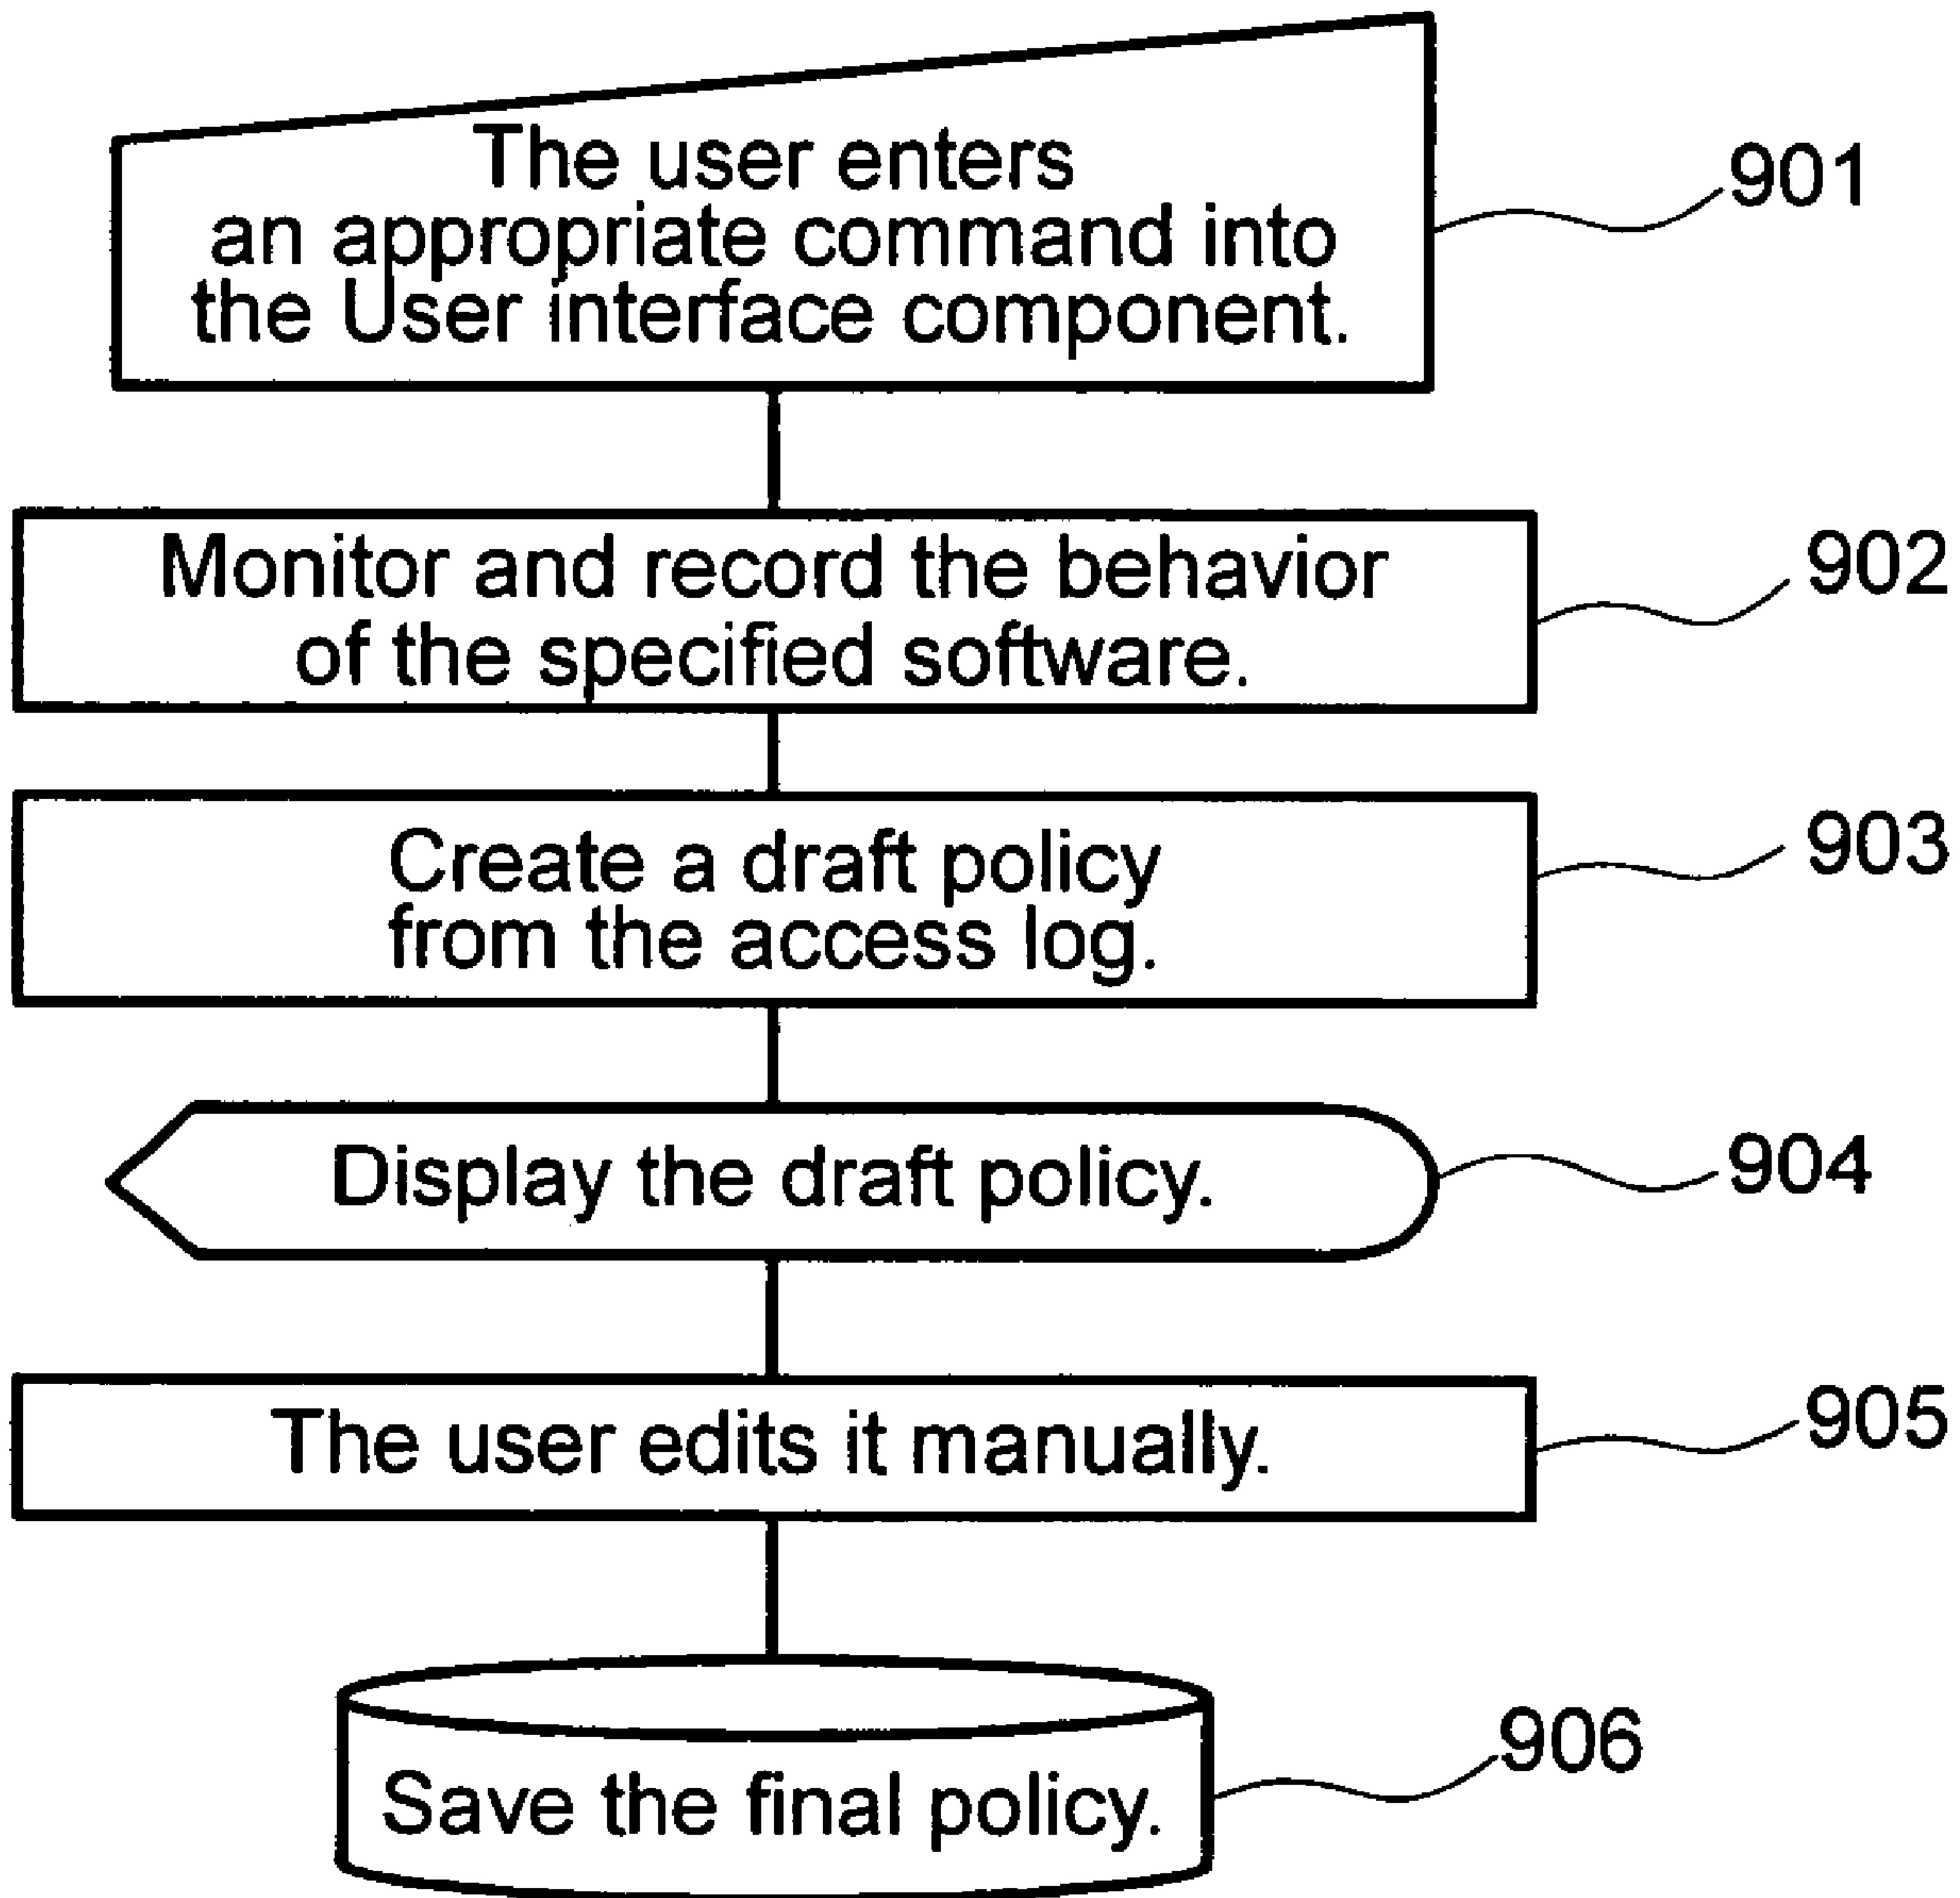 The user enters
an appropriate command into
the User interface component.
901
Monitor and record the behavior
of the specified software.
902
Create a draft policy
from the access log.
903
Display the draft policy.
904
The user edits it manually.
905
Save the final policy.
906